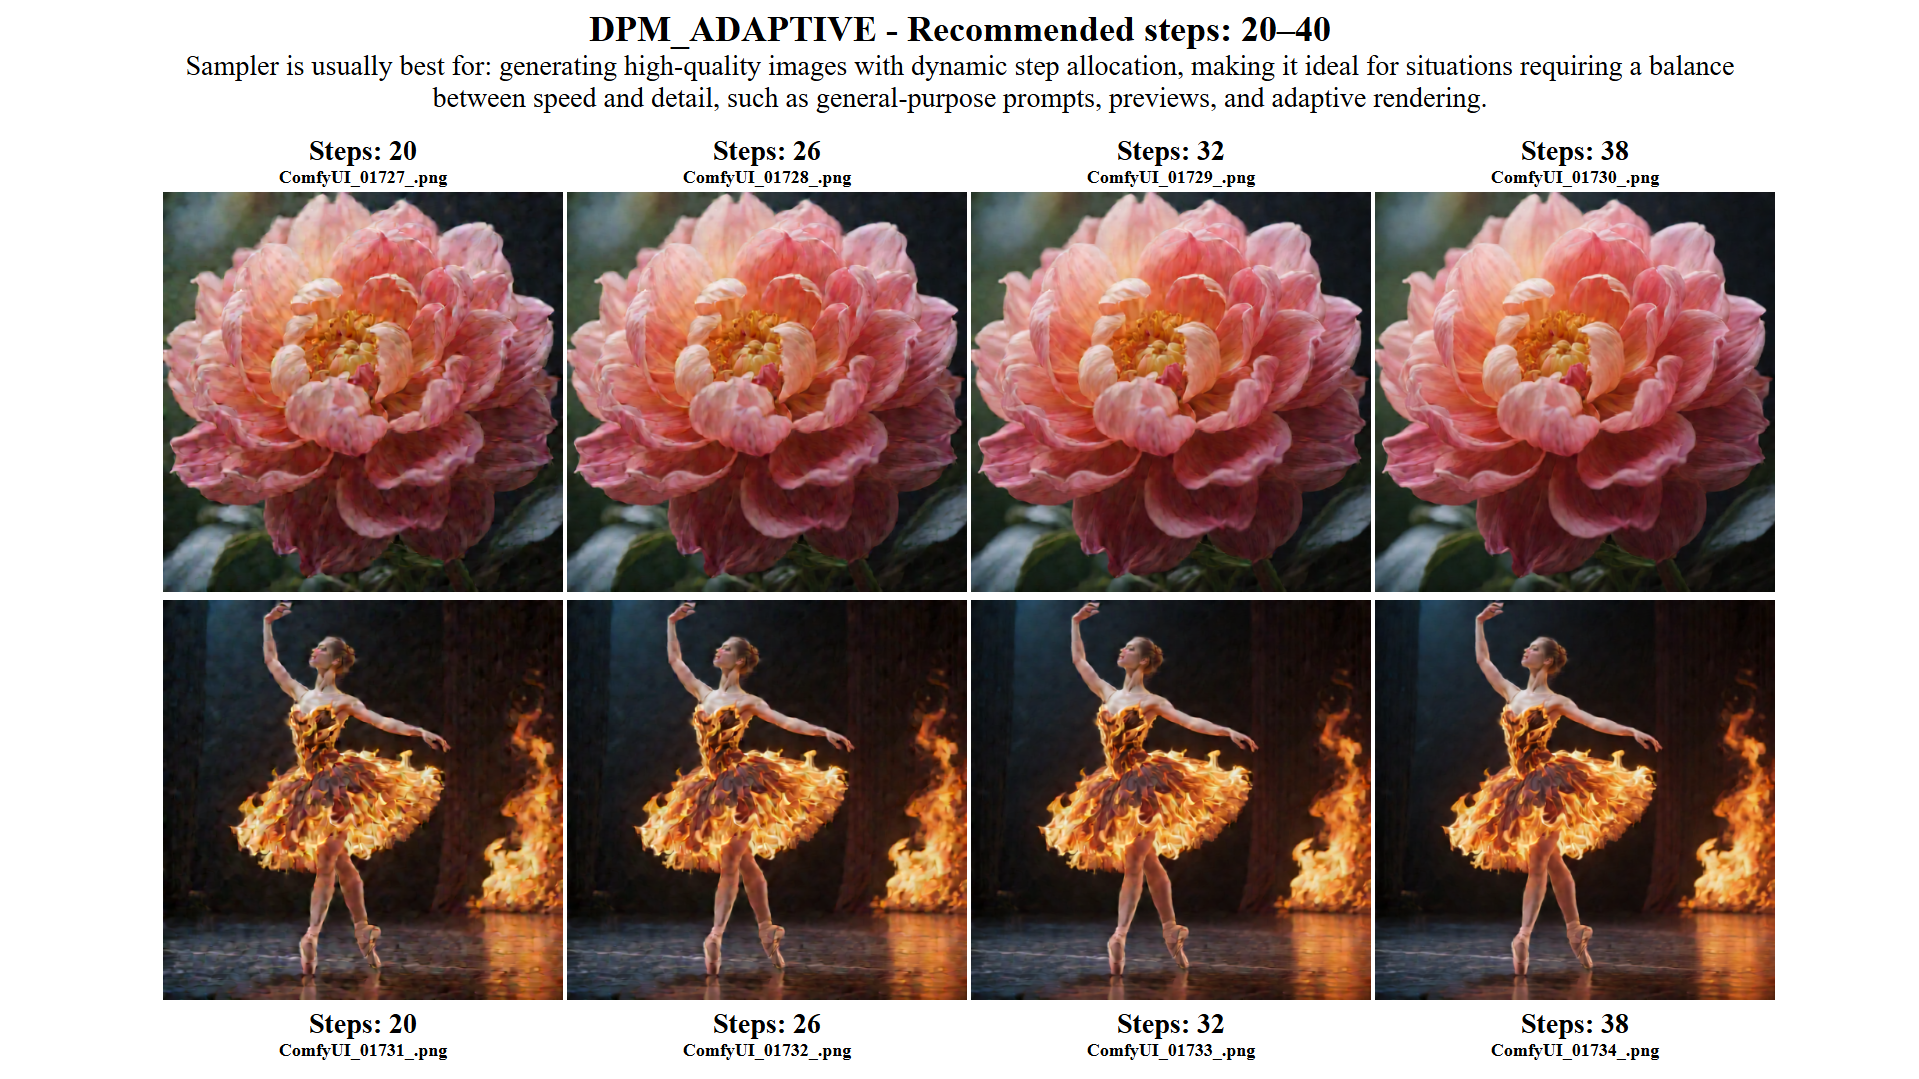 DPM_ADAPTIVE - Recommended steps: 20–40
Sampler is usually best for: generating high-quality images with dynamic step allocation, making it ideal for situations requiring a balance
between speed and detail, such as general-purpose prompts, previews, and adaptive rendering.
Steps: 20
ComfyUI_01727_.png
Steps: 26
ComfyUI_01728_.png
Steps: 32
ComfyUI_01729_.png
Steps: 38
ComfyUI_01730_.png
Steps: 20
ComfyUI_01731_.png
Steps: 26
ComfyUI_01732_.png
Steps: 32
ComfyUI_01733_.png
Steps: 38
ComfyUI_01734_.png